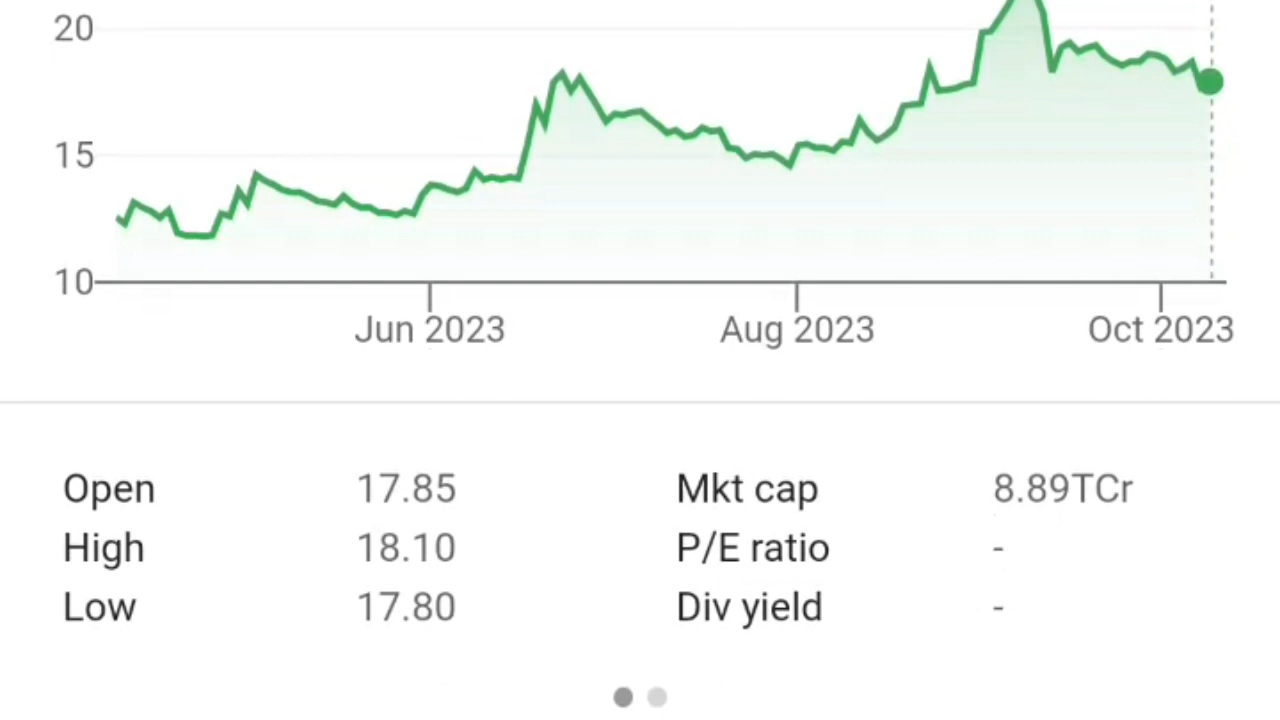 20
15
10
Jun 2023 Aug 2023 Oct 2023
Open 17.85 Mkt cap 8.89TCr
High 18.10 P/E ratio -
Low 17.80 Div yield -